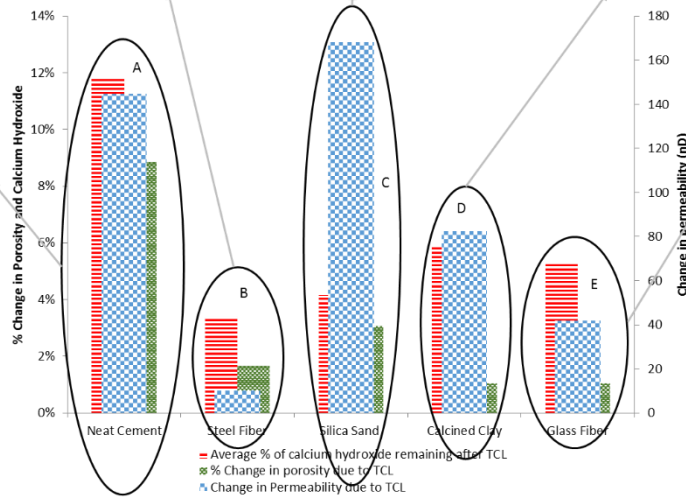 14%
12%
10%
8%
6%
4%
2%
0%
% Change in Porosity and Calcium Hydroxide
180
160
140
120
100
80
60
40
20
0
Change in permeability (nD)
A
B
C
D
E
Neat Cement
Steel Fiber
Silica Sand
Calcined Clay
Glass Fiber
Average % of calcium hydroxide remaining after TCL
% Change in porosity due to TCL
Change in Permeability due to TCL